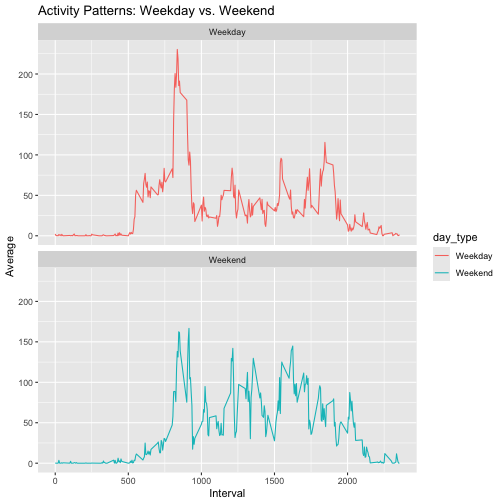 Activity Patterns: Weekday vs. Weekend
Weekday
200
150
100
50
0
Weekend
200
150
100
50
0
0 500 1000 1500 2000
Interval
Average
day_type
Weekday
Weekend